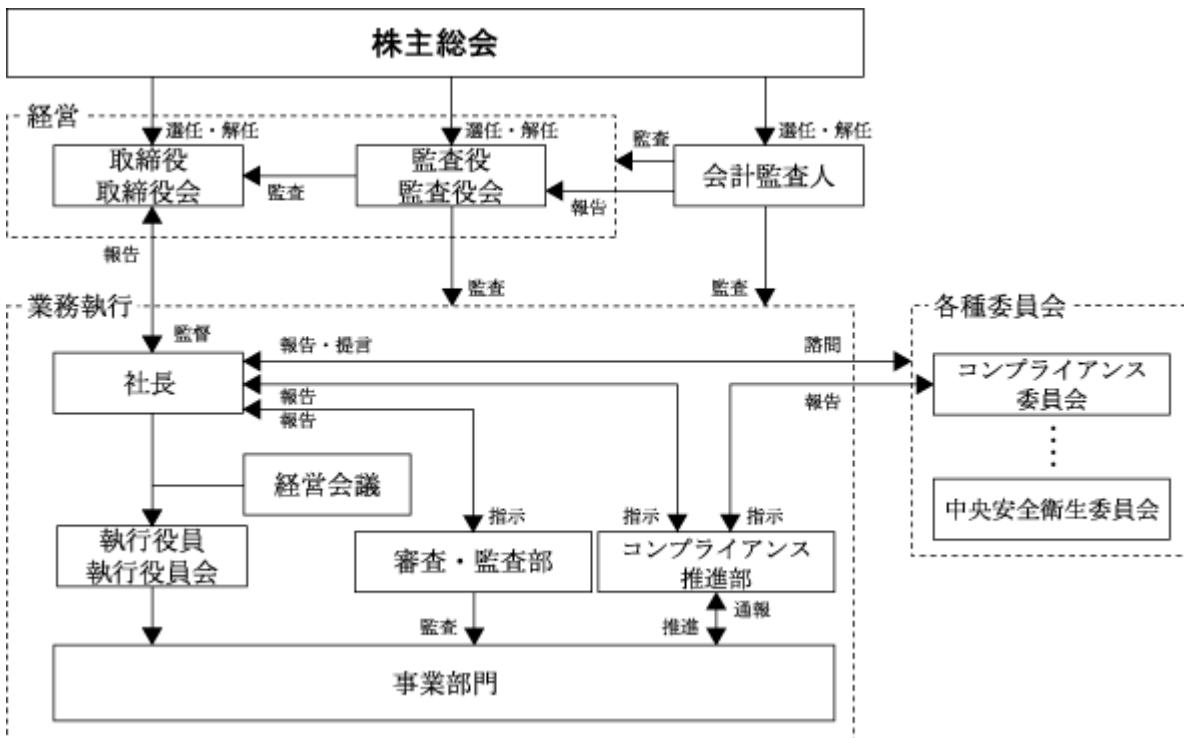 株主総会
経営
選任・解任
選任・解任
選任・解任
取締役
取締役会
監査
監査役
監査役会
監査
報告
会計監査人
報告
監査
監査
業務執行
監督
各種委員会
報告・提言
諮問
社長
報告
報告
報告
コンプライアンス
委員会
経営会議
中央安全衛生委員会
指示
指示
指示
執行役員
執行役員会
審査・監査部
コンプライアンス
推進部
監査
推進
通報
事業部門